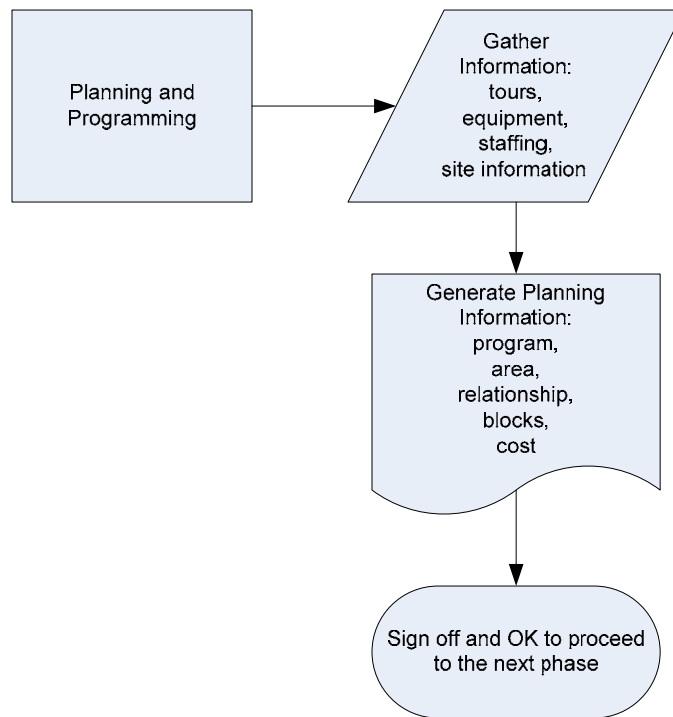 Planning and
Programming
Gather
Information:
tours,
equipment,
staffing,
site information
Generate Planning
Information:
program,
area,
relationship,
blocks,
cost
Sign off and OK to proceed
to the next phase